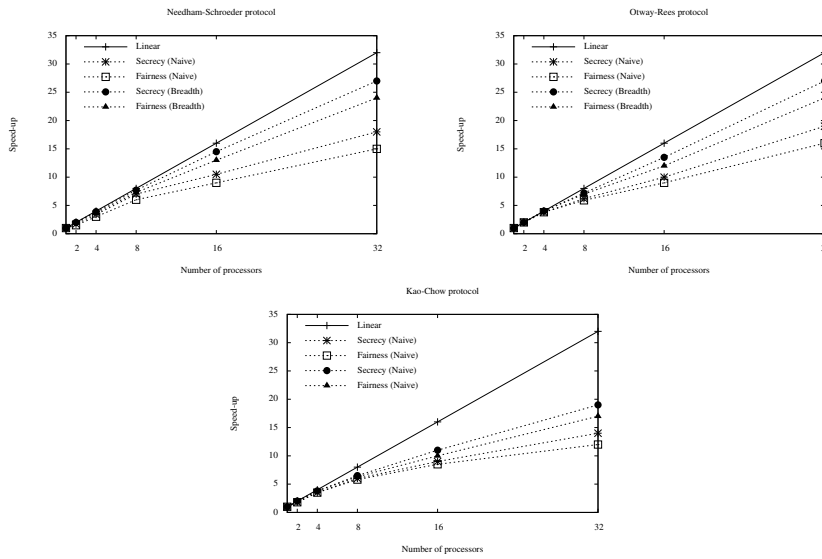 Needham-Schroeder protocol
35
30
25
20
15
10
5
0
Speed-up
Linear
Secrecy (Naive)
Fairness (Naive)
Secrecy (Breadth)
Fairness (Breadth)
2 4 8 16 32
Number of processors
Otway-Rees protocol
35
30
25
20
15
10
5
0
Speed-up
Linear
Secrecy (Naive)
Fairness (Naive)
Secrecy (Breadth)
Fairness (Breadth)
2 4 8 16
Number of processors
Kao-Chow protocol
35
30
25
20
15
10
5
0
Speed-up
Linear
Secrecy (Naive)
Fairness (Naive)
Secrecy (Naive)
Fairness (Naive)
2 4 8 16 32
Number of processors